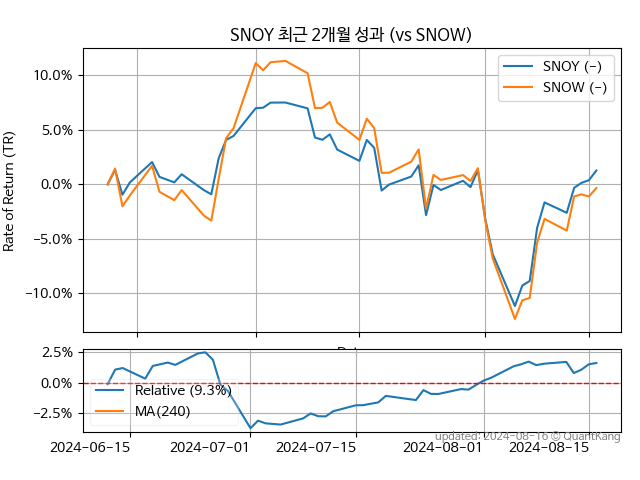 SNOY 최근 2개월 성과 (vs SNOW)
Rate of Return (TR)
10.0%
5.0%
0.0%
−5.0%
−10.0%
SNOY (-)
SNOW (-)
2.5%
0.0%
−2.5%
Relative (9.3%)
MA(240)
2024-06-15
2024-07-01
2024-07-15
2024-08-01
2024-08-15
updated: 2024-08-16 © QuantKang